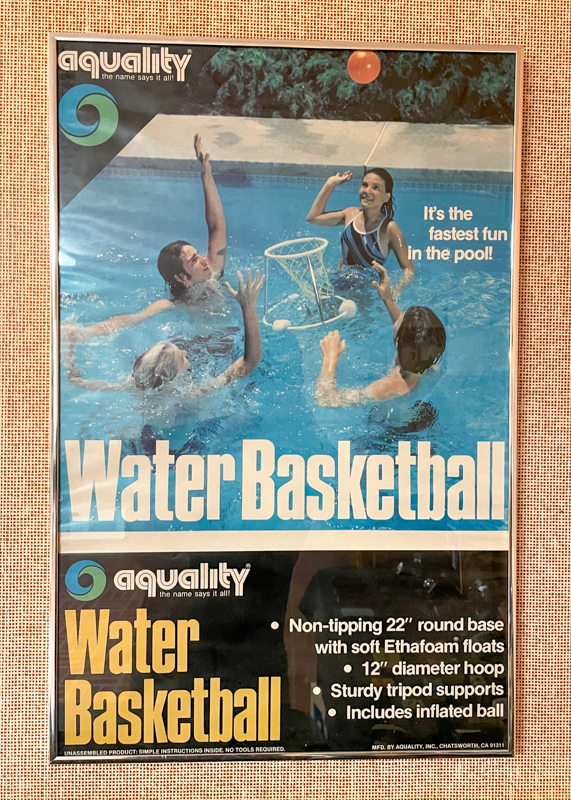 aquality®
the name says it all!
It's the
fastest fun
in the pool!
Water Basketball
aquality®
the name says it all!
Water
Basketball
• Non-tipping 22" round base
with soft Ethafoam® floats
• 12" diameter hoop
• Sturdy tripod supports
• Includes inflated ball
UNASSEMBLED PRODUCT: SIMPLE INSTRUCTIONS INSIDE. NO TOOLS REQUIRED.
MFD. BY AQUALITY, INC., CHATSWORTH, CA 91311